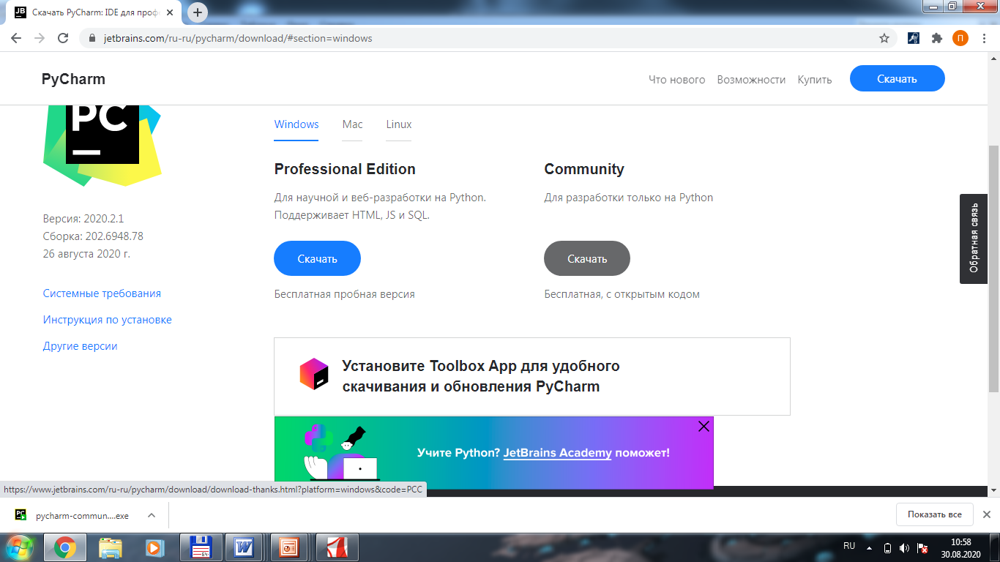 JB
Скачать PyCharm: IDE для проф
jetbrains.com/ru-ru/pycharm/download/#section=windows
П
PyCharm
Что нового
Возможности
Купить
Скачать
PC
Windows
Mac
Linux
Professional Edition
Для научной и веб-разработки на Python.
Поддерживает HTML, JS и SQL.
Скачать
Бесплатная пробная версия
Community
Для разработки только на Python
Скачать
Бесплатная, с открытым кодом
Версия: 2020.2.1
Сборка: 202.6948.78
26 августа 2020 г.
Системные требования
Инструкция по установке
Другие версии
Обратная связь
Установите Toolbox App для удобного
скачивания и обновления PyCharm
Учите Python? JetBrains Academy поможет!
https://www.jetbrains.com/ru-ru/pycharm/download/download-thanks.html?platform=windows&code=PCC
PC
pycharm-commun....exe
Показать все
64
W
RU
10:58
30.08.2020